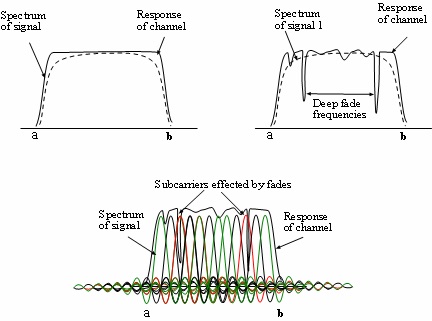 Spectrum
of signal
Response
of channel
a
b
Spectrum
of signal 1
Response
of channel
Deep fade
frequencies
a
b
Subcarriers effected by fades
Spectrum
of signal
Response
of channel
a
b